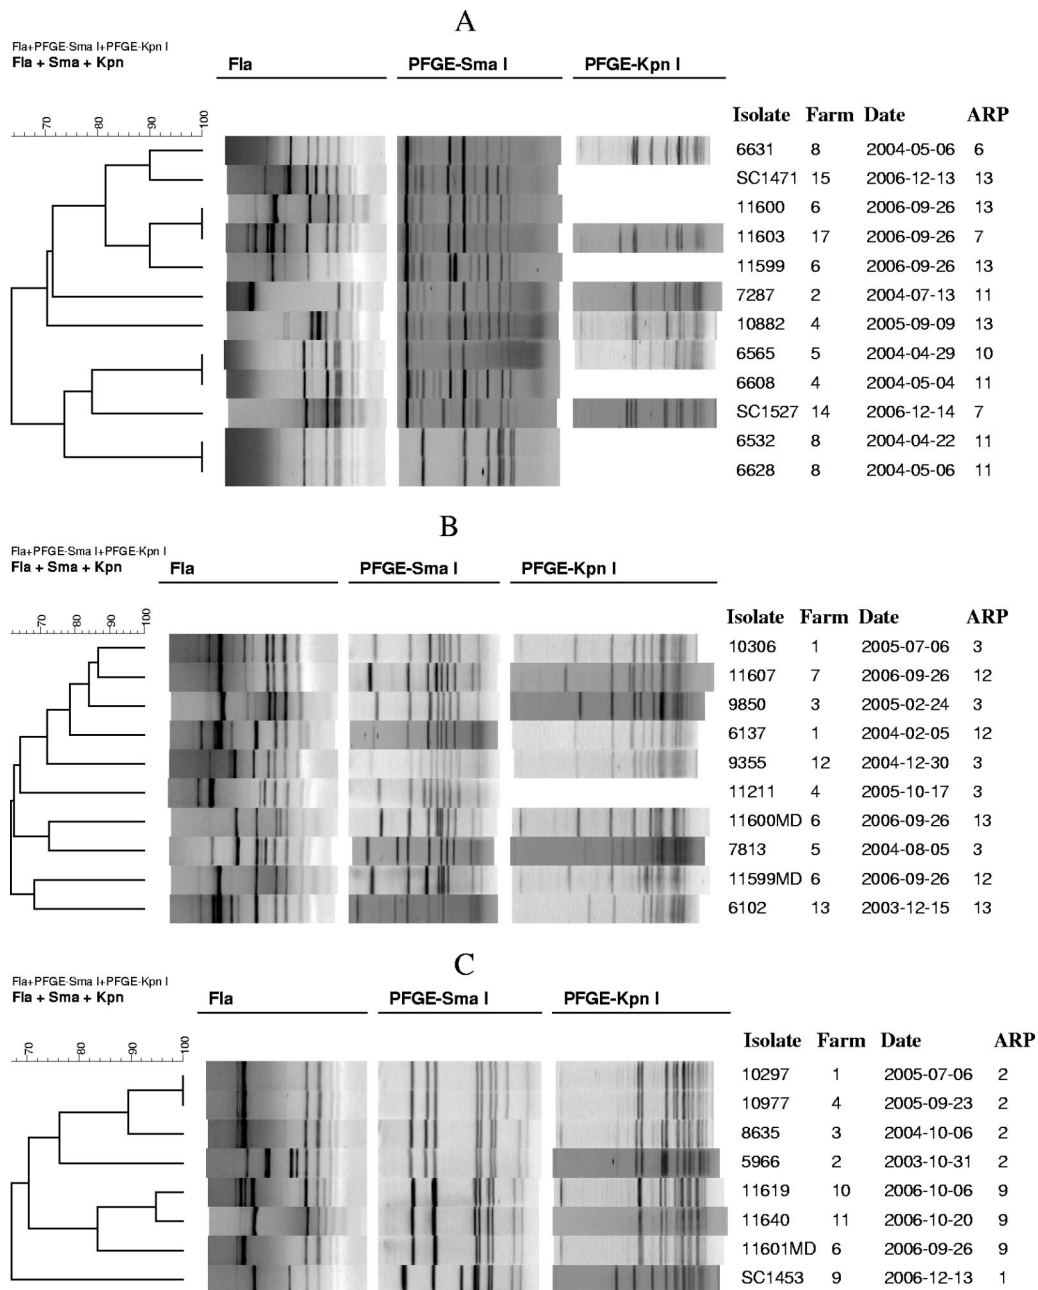 A
Fla+PFGE-Sma I+PFGE-Kpn I
Fla + Sma + Kpn
Fla PFGE-Sma I PFGE-Kpn I
70 80 90 100
Isolate Farm Date ARP
6631 8 2004-05-06 6
SC1471 15 2006-12-13 13
11600 6 2006-09-26 13
11603 17 2006-09-26 7
11599 6 2006-09-26 13
7287 2 2004-07-13 11
10882 4 2005-09-09 13
6565 5 2004-04-29 10
6608 4 2004-05-04 11
SC1527 14 2006-12-14 7
6532 8 2004-04-22 11
6628 8 2004-05-06 11
B
Fla+PFGE-Sma I+PFGE-Kpn I
Fla + Sma + Kpn
Fla PFGE-Sma I PFGE-Kpn I
70 80 90 100
Isolate Farm Date ARP
10306 1 2005-07-06 3
11607 7 2006-09-26 12
9850 3 2005-02-24 3
6137 1 2004-02-05 12
9355 12 2004-12-30 3
11211 4 2005-10-17 3
11600MD 6 2006-09-26 13
7813 5 2004-08-05 3
11599MD 6 2006-09-26 12
6102 13 2003-12-15 13
C
Fla+PFGE-Sma I+PFGE-Kpn I
Fla + Sma + Kpn
Fla PFGE-Sma I PFGE-Kpn I
70 80 90 100
Isolate Farm Date ARP
10297 1 2005-07-06 2
10977 4 2005-09-23 2
8635 3 2004-10-06 2
5966 2 2003-10-31 2
11619 10 2006-10-06 9
11640 11 2006-10-20 9
11601MD 6 2006-09-26 9
SC1453 9 2006-12-13 1